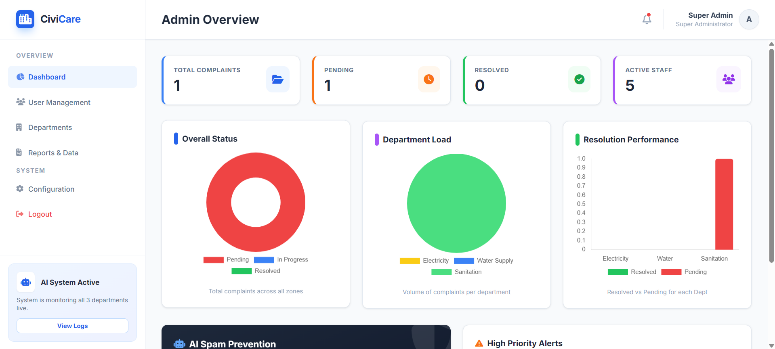 CiviCare
Admin Overview
Super Admin
Super Administrator
A
OVERVIEW
Dashboard
User Management
Departments
Reports & Data
SYSTEM
Configuration
Logout
AI System Active
System is monitoring all 3 departments
live.
View Logs
TOTAL COMPLAINTS
1
PENDING
1
RESOLVED
0
ACTIVE STAFF
5
Overall Status
Pending
In Progress
Resolved
Total complaints across all zones
Department Load
Electricity
Water Supply
Sanitation
Volume of complaints per department
Resolution Performance
1.0
0.9
0.8
0.7
0.6
0.5
0.4
0.3
0.2
0.1
0
Electricity
Water
Sanitation
Resolved
Pending
Resolved vs Pending for each Dept
AI Spam Prevention
High Priority Alerts